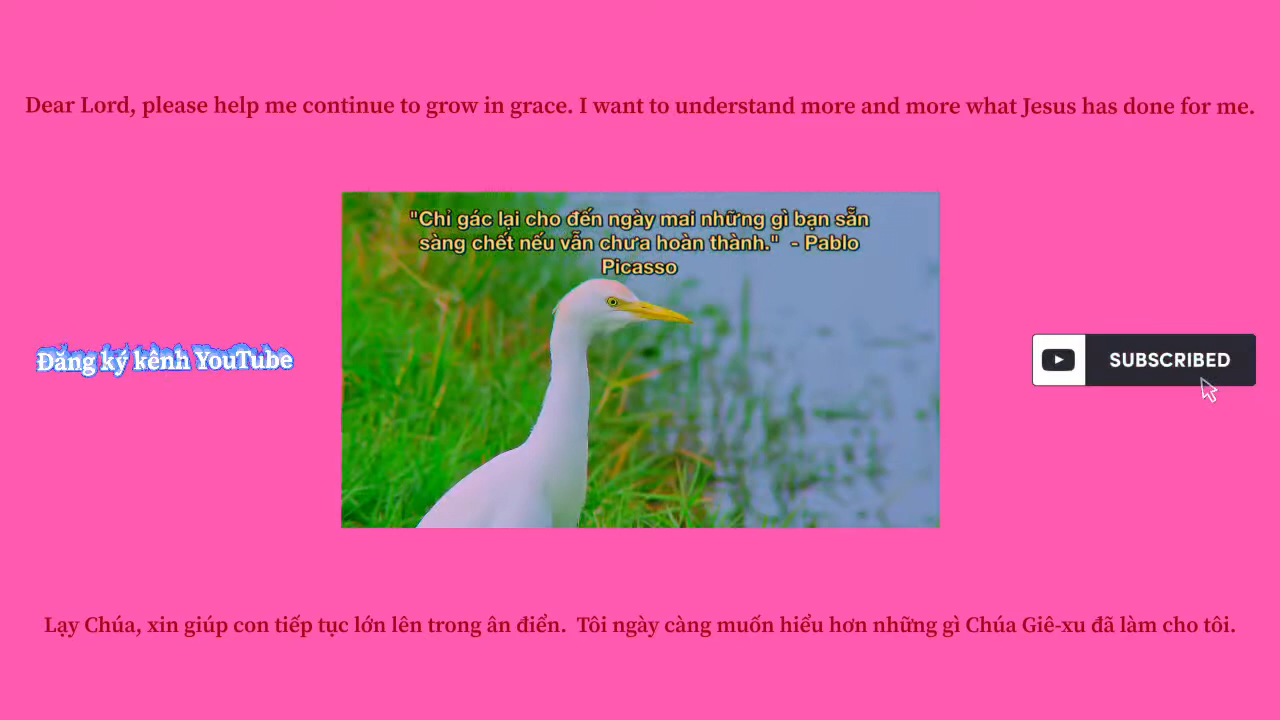 Dear Lord, please help me continue to grow in grace. I want to understand more and more what Jesus has done for me.
"Chỉ gác lại cho đến ngày mai những gì bạn sẵn
sàng chết nếu vẫn chưa hoàn thành."  - Pablo
Picasso
Đăng ký kênh YouTube
SUBSCRIBED
Lạy Chúa, xin giúp con tiếp tục lớn lên trong ân điển.  Tôi ngày càng muốn hiểu hơn những gì Chúa Giê-xu đã làm cho tôi.